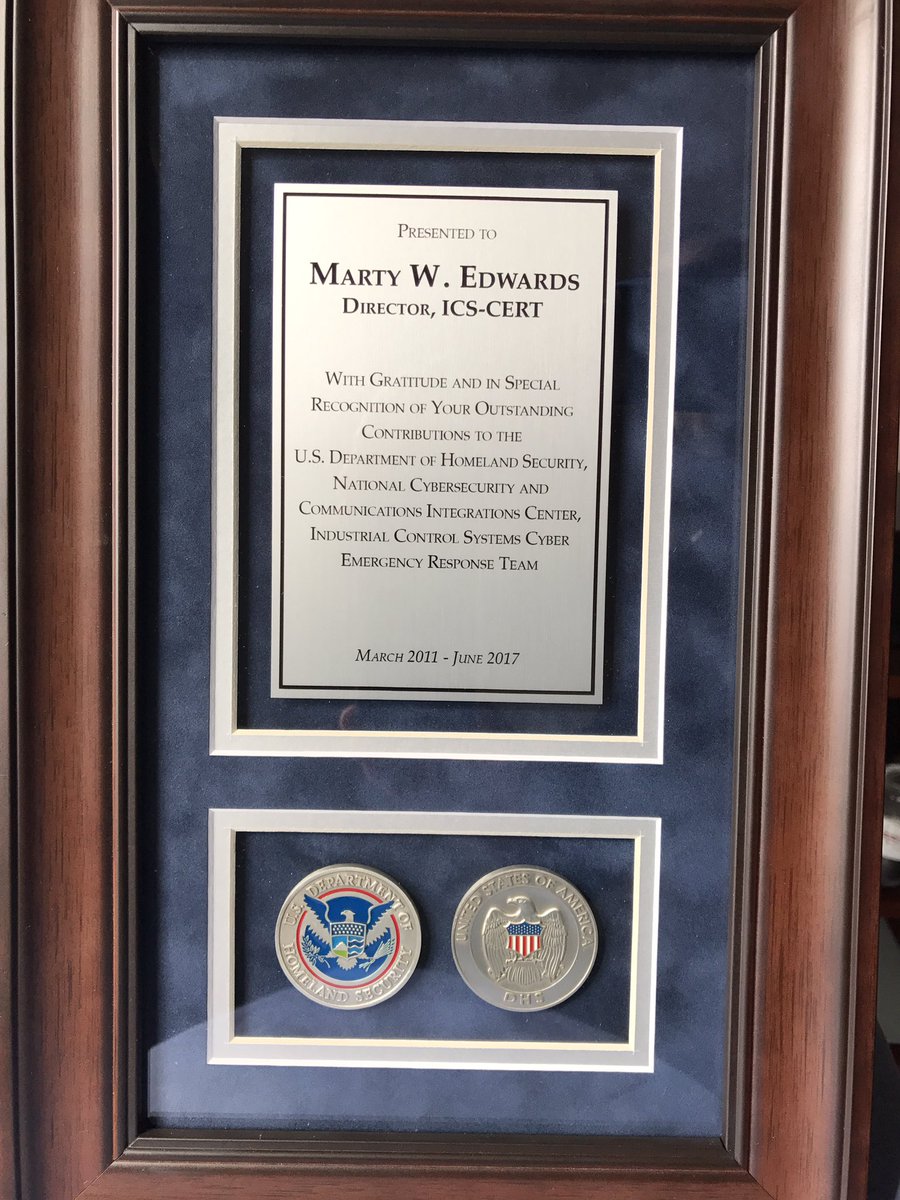 Presented to
Marty W. Edwards
Director, ICS-CERT
With Gratitude and in Special
Recognition of Your Outstanding
Contributions to the
U.S. Department of Homeland Security,
National Cybersecurity and
Communications Integrations Center,
Industrial Control Systems Cyber
Emergency Response Team
March 2011 - June 2017
U.S. DEPARTMENT OF
HOMELAND SECURITY
UNITED STATES OF AMERICA
DHS